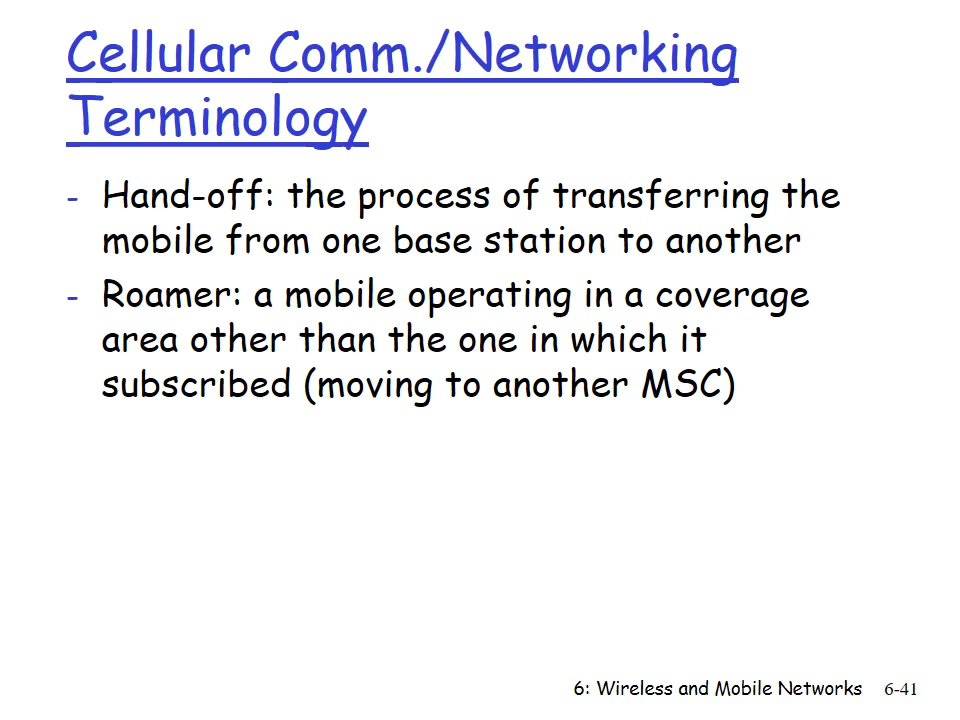 Cellular Comm./Networking
Terminology
- Hand-off: the process of transferring the
mobile from one base station to another
- Roamer: a mobile operating in a coverage
area other than the one in which it
subscribed (moving to another MSC)
6: Wireless and Mobile Networks 6-41